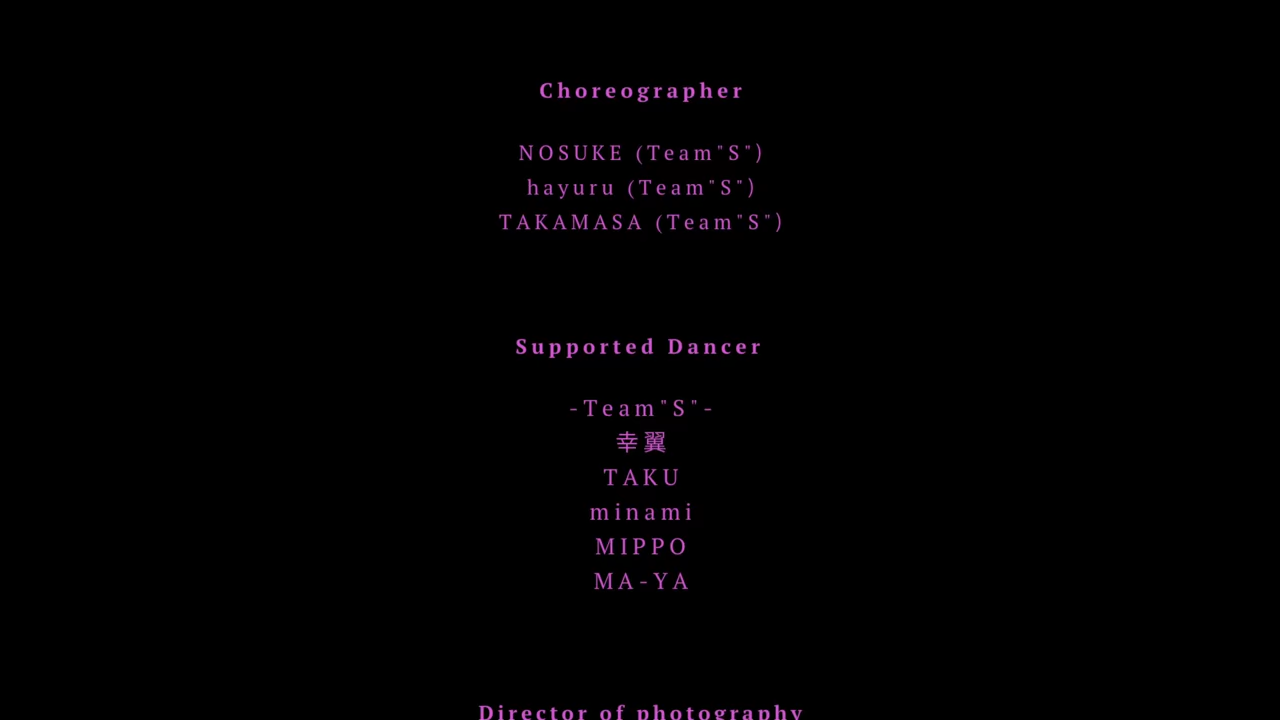 Choreographer
NOSUKE (Team"S")
hayuru (Team"S")
TAKAMASA (Team"S")
Supported Dancer
-Team"S"-
幸翼
TAKU
minami
MIPPO
MA-YA
Director of photography